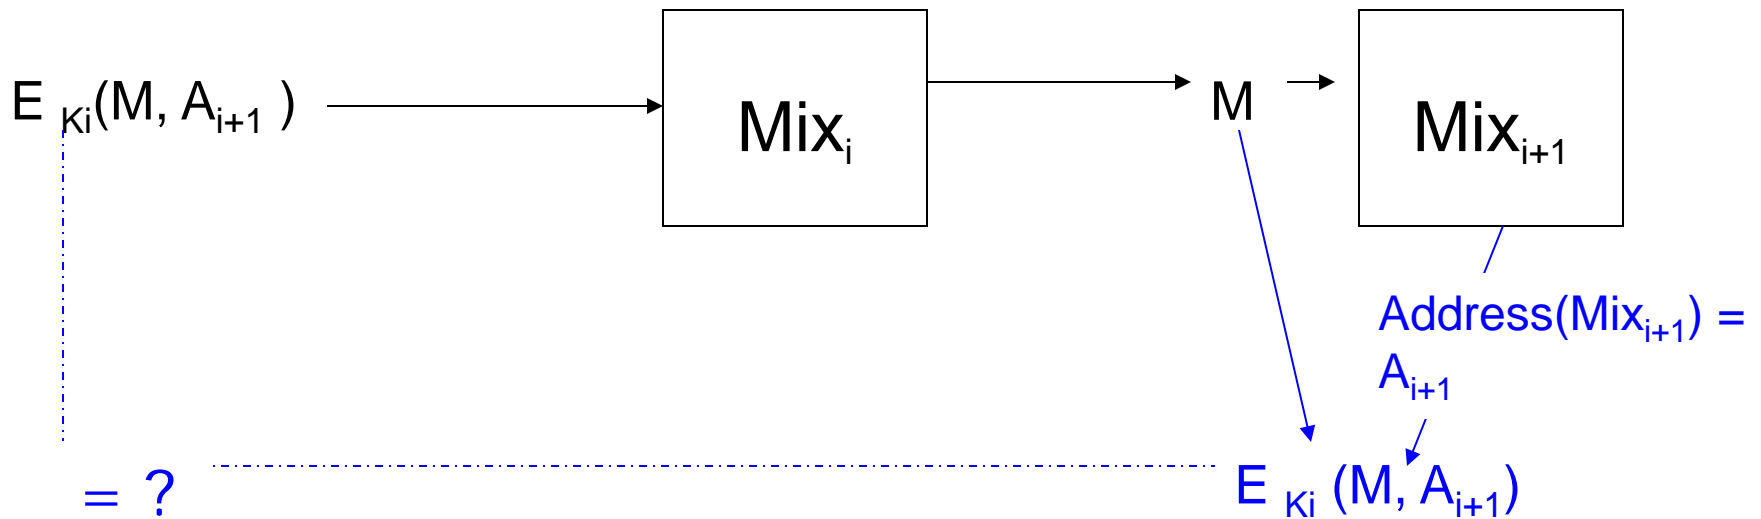 E Ki(M, Ai+1 )
Mixi
M
Mixi+1
Address(Mixi+1) =
Ai+1
= ?
E Ki (M, Ai+1)